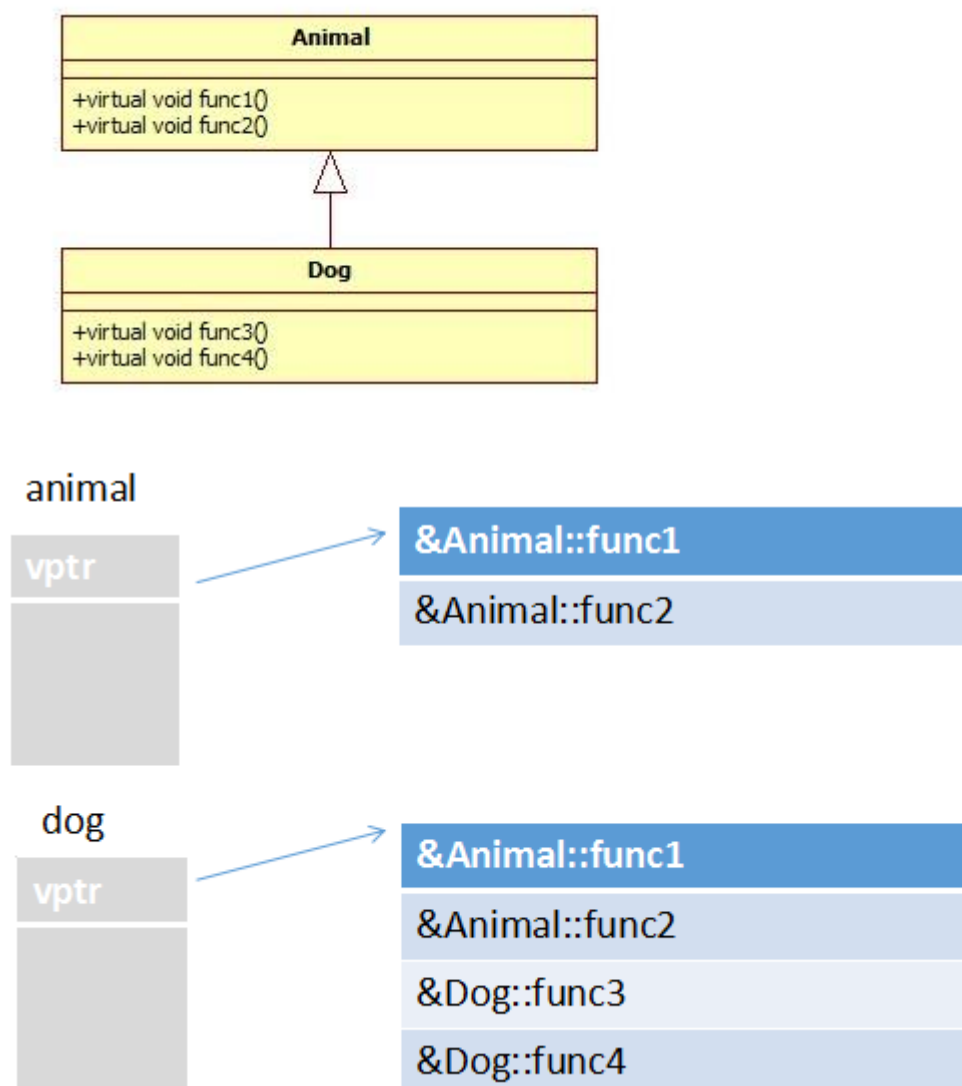 Animal
+virtual void func1()
+virtual void func2()
Dog
+virtual void func3()
+virtual void func4()
animal
vptr
&Animal::func1
&Animal::func2
dog
vptr
&Animal::func1
&Animal::func2
&Dog::func3
&Dog::func4